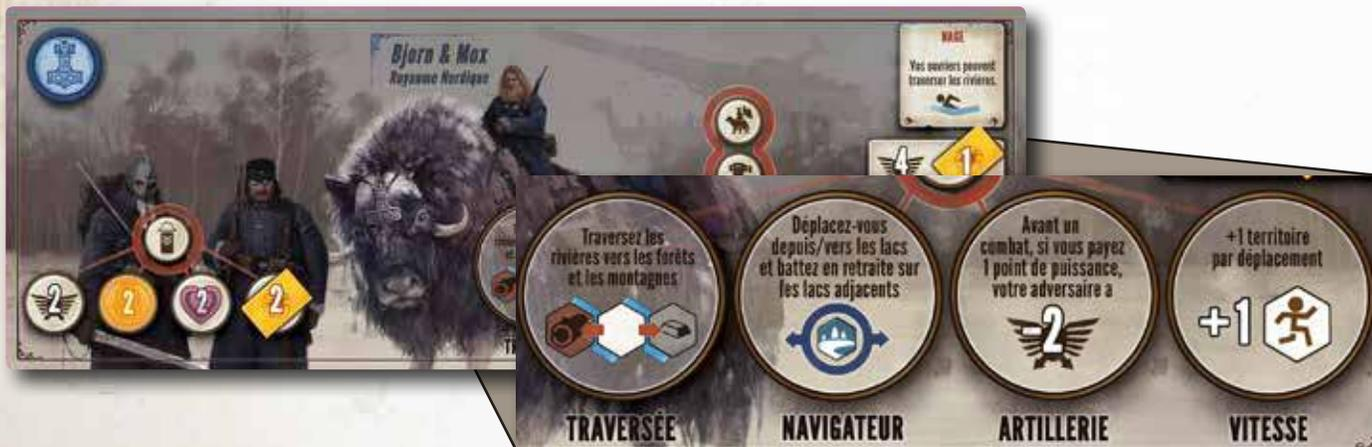 Bjorn & Mox
Royaume Nordique
NAGE
Vos ouvriers peuvent
traverser les rivières.
4
1
2
2
2
2
Traversez les
rivières vers les forêts
et les montagnes
Déplacez-vous
depuis/vers les lacs
et battez en retraite sur
les lacs adjacents
Avant un
combat, si vous payez
1 point de puissance,
votre adversaire a
-2
+1 territoire
par déplacement
+1
TRAVERSÉE
NAVIGATEUR
ARTILLERIE
VITESSE